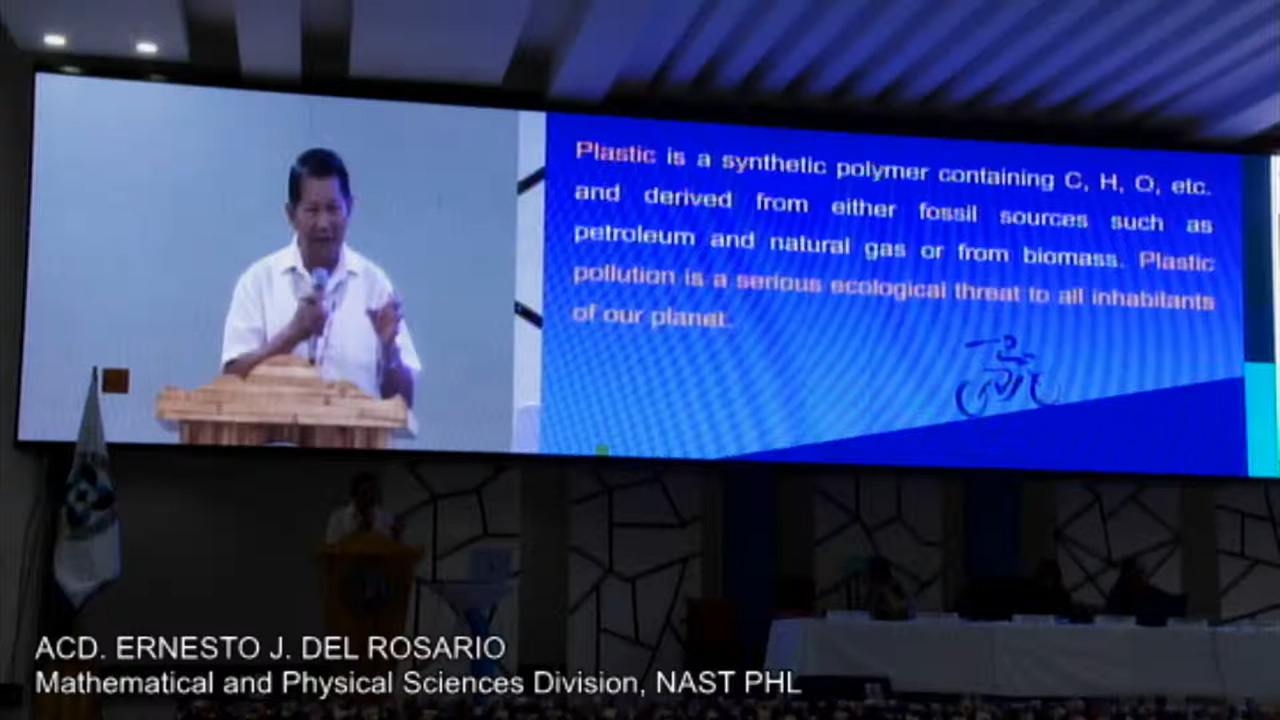 Plastic is a synthetic polymer containing C, H, O, etc.
and derived from either fossil sources such as
petroleum and natural gas or from biomass. Plastic
pollution is a serious ecological threat to all inhabitants
of our planet.
ACD. ERNESTO J. DEL ROSARIO
Mathematical and Physical Sciences Division, NAST PHL